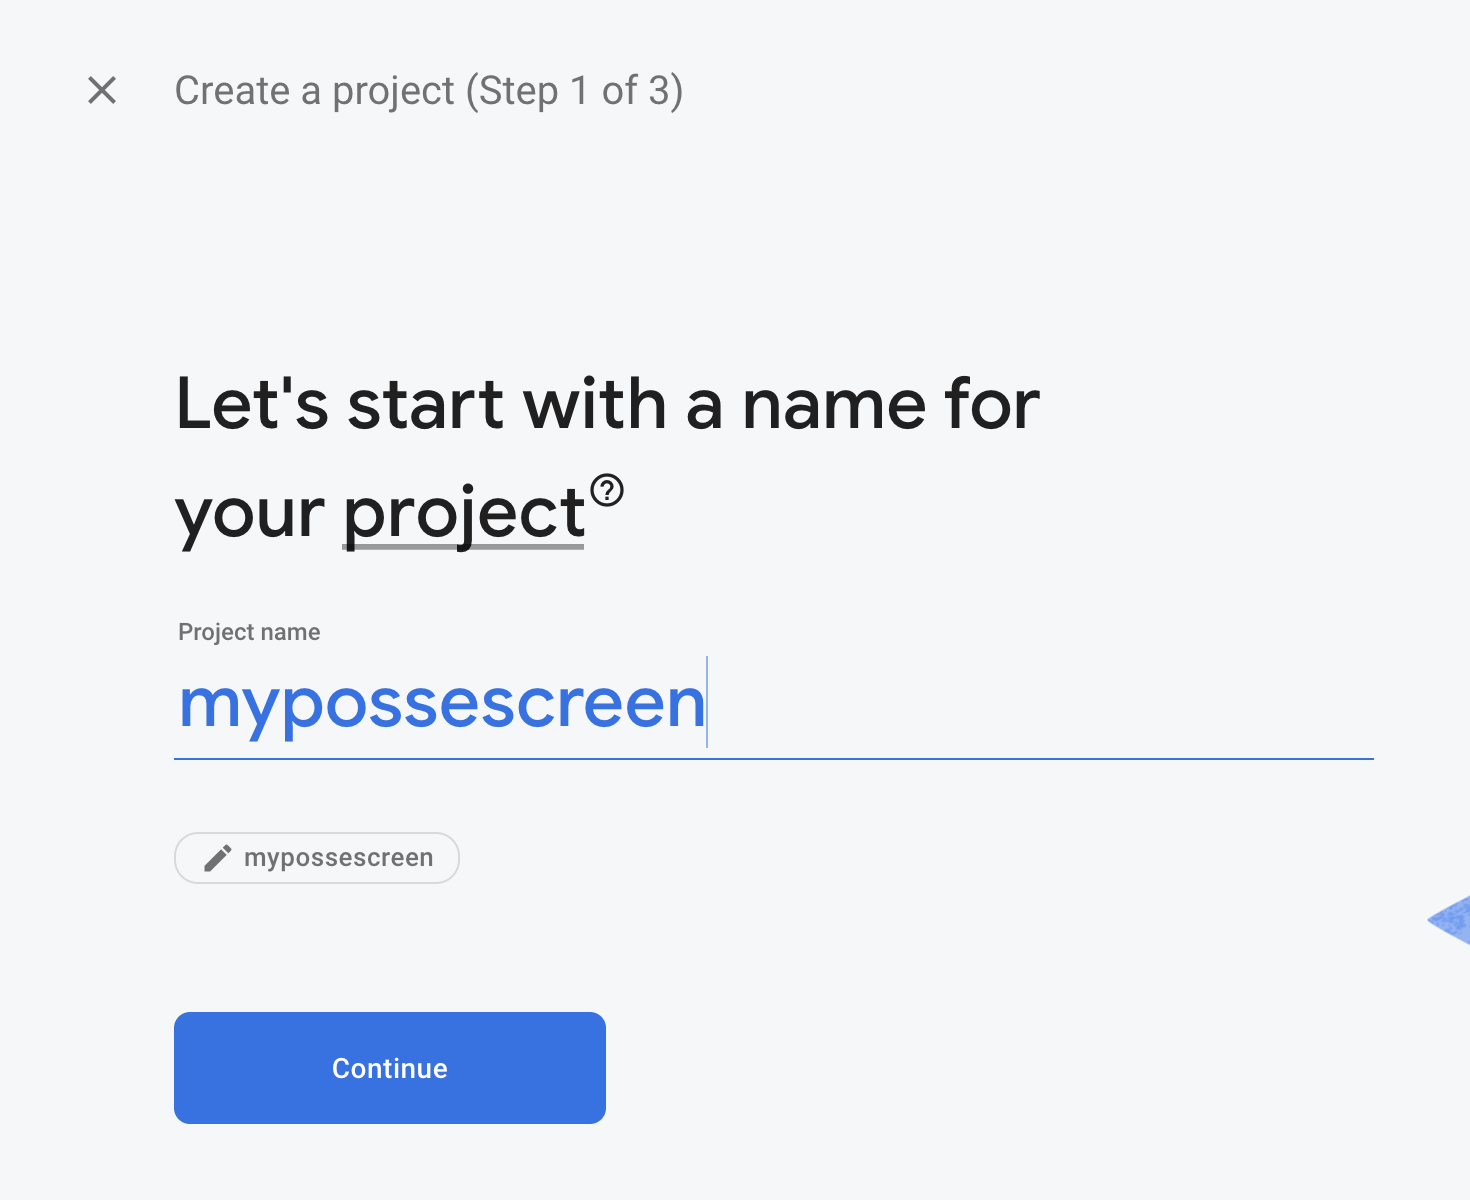 Create a project (Step 1 of 3)
Let's start with a name for
your project
Project name
mypossescreen
mypossescreen
Continue